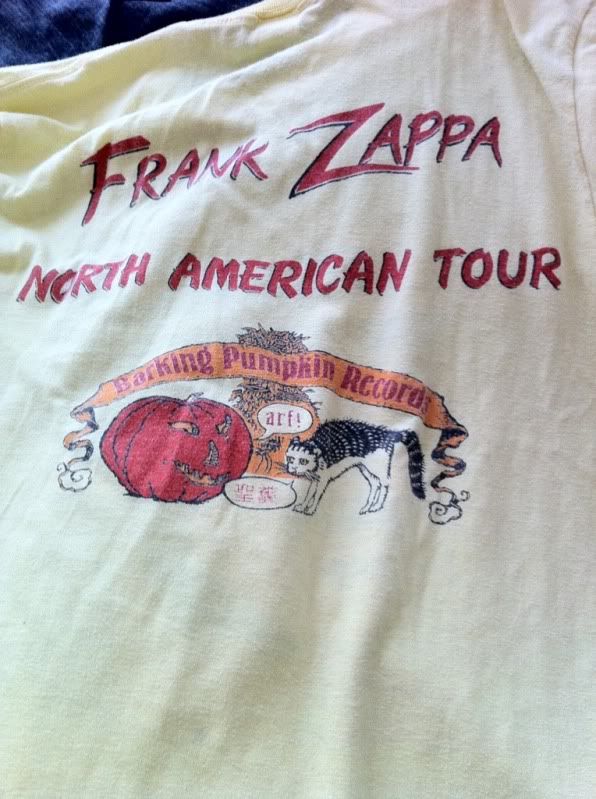 FRANK ZAPPA
NORTH AMERICAN TOUR
Barking Pumpkin Records
arf!